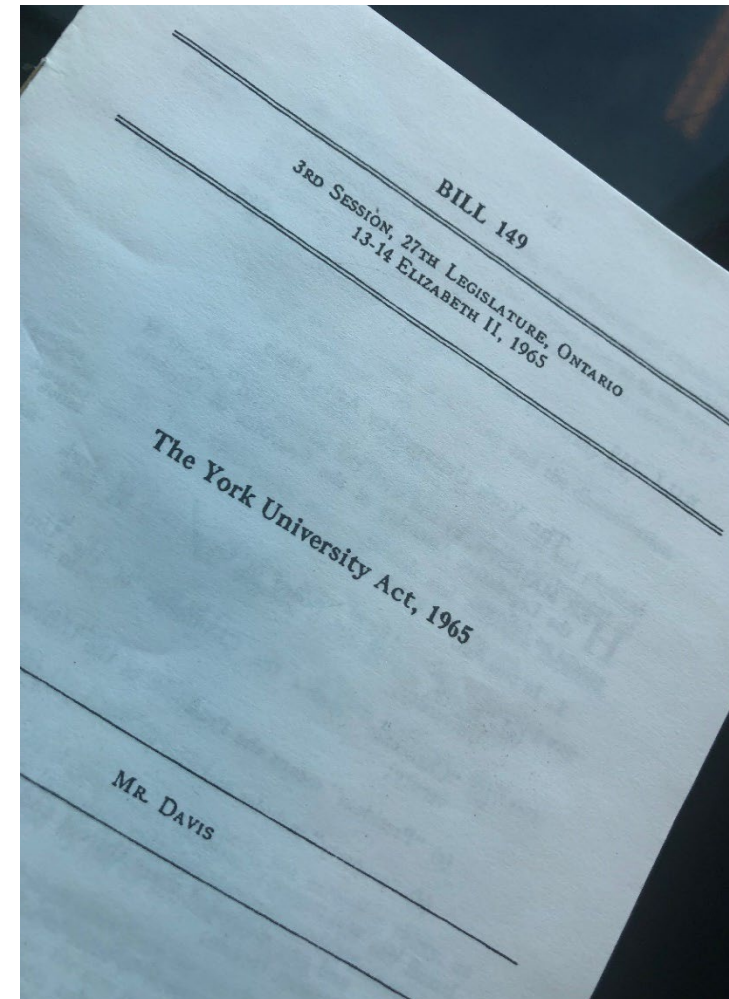 BILL 149
3RD SESSION, 27TH LEGISLATURE, ONTARIO
13-14 ELIZABETH II, 1965
The York University Act, 1965
MR. DAVIS